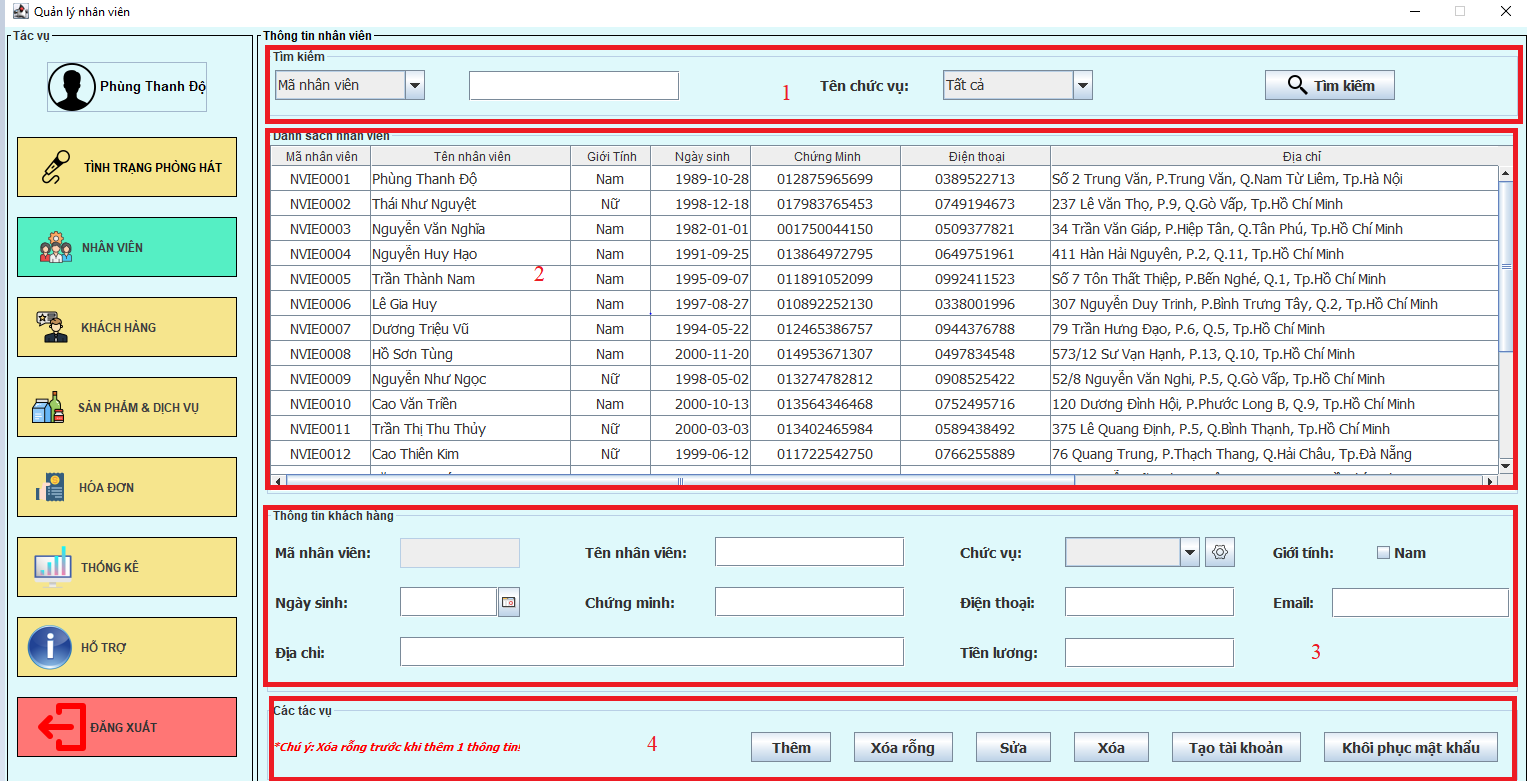 Quản lý nhân viên
Tác vụ
Phùng Thanh Độ
TÌNH TRẠNG PHÒNG HÁT
NHÂN VIÊN
KHÁCH HÀNG
SẢN PHẨM & DỊCH VỤ
HÓA ĐƠN
THỐNG KÊ
HỖ TRỢ
ĐĂNG XUẤT
Thông tin nhân viên
Tìm kiếm
Mã nhân viên 1 Tên chức vụ: Tất cả Tìm kiếm
Danh sách nhân viên
Mã nhân viên Tên nhân viên Giới Tính Ngày sinh Chứng Minh Điện thoại Địa chỉ
NVIE0001 Phùng Thanh Độ Nam 1989-10-28 012875965699 0389522713 Số 2 Trung Văn, P.Trung Văn, Q.Nam Từ Liêm, Tp.Hà Nội
NVIE0002 Thái Như Nguyệt Nữ 1998-12-18 017983765453 0749194673 237 Lê Văn Thọ, P.9, Q.Gò Vấp, Tp.Hồ Chí Minh
NVIE0003 Nguyễn Văn Nghĩa Nam 1982-01-01 001750044150 0509377821 34 Trần Văn Giáp, P.Hiệp Tân, Q.Tân Phú, Tp.Hồ Chí Minh
NVIE0004 Nguyễn Huy Hạo Nam 1991-09-25 013864972795 0649751961 411 Hàn Hải Nguyên, P.2, Q.11, Tp.Hồ Chí Minh
NVIE0005 Trần Thành Nam 2 Nam 1995-09-07 011891052099 0992411523 Số 7 Tôn Thất Thiệp, P.Bến Nghé, Q.1, Tp.Hồ Chí Minh
NVIE0006 Lê Gia Huy Nam 1997-08-27 010892252130 0338001996 307 Nguyễn Duy Trinh, P.Bình Trưng Tây, Q.2, Tp.Hồ Chí Minh
NVIE0007 Dương Triệu Vũ Nam 1994-05-22 012465386757 0944376788 79 Trần Hưng Đạo, P.6, Q.5, Tp.Hồ Chí Minh
NVIE0008 Hồ Sơn Tùng Nam 2000-11-20 014953671307 0497834548 573/12 Sư Vạn Hạnh, P.13, Q.10, Tp.Hồ Chí Minh
NVIE0009 Nguyễn Như Ngọc Nữ 1998-05-02 013274782812 0908525422 52/8 Nguyễn Văn Nghi, P.5, Q.Gò Vấp, Tp.Hồ Chí Minh
NVIE0010 Cao Văn Triền Nam 2000-10-13 013564346468 0752495716 120 Dương Đình Hội, P.Phước Long B, Q.9, Tp.Hồ Chí Minh
NVIE0011 Trần Thị Thu Thủy Nữ 2000-03-03 013402465984 0589438492 375 Lê Quang Định, P.5, Q.Bình Thạnh, Tp.Hồ Chí Minh
NVIE0012 Cao Thiên Kim Nữ 1999-06-12 011722542750 0766255889 76 Quang Trung, P.Thạch Thang, Q.Hải Châu, Tp.Đà Nẵng
Thông tin khách hàng
Mã nhân viên: Tên nhân viên: Chức vụ: Giới tính: Nam
Ngày sinh: Chứng minh: Điện thoại: Email:
Địa chỉ: Tiền lương: 3
Các tác vụ
*Chú ý: Xóa rỗng trước khi thêm 1 thông tin! 4 Thêm Xóa rỗng Sửa Xóa Tạo tài khoản Khôi phục mật khẩu